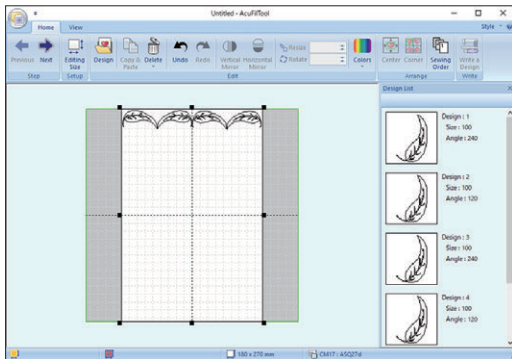 Untitled - AcuFilTool
Home View Style
Previous Next Editing Size Design Copy & Paste Delete Undo Redo Vertical Mirror Horizontal Mirror Resize Rotate Colors Center Corner Sewing Order Write a Design
Step Setup Edit Arrange Write
Design List X
Design : 1
Size : 100
Angle : 240
Design : 2
Size : 100
Angle : 120
Design : 3
Size : 100
Angle : 240
Design : 4
Size : 100
Angle : 120
180 x 270 mm CM17 : ASQ27d